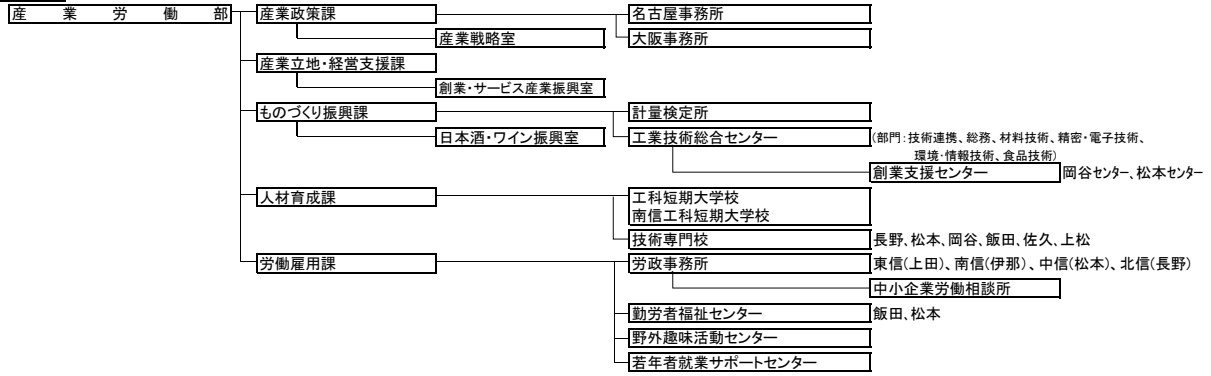 産業労働部 産業政策課 名古屋事務所
産業戦略室 大阪事務所
産業立地・経営支援課
創業・サービス産業振興室
ものづくり振興課 計量検定所
日本酒・ワイン振興室 工業技術総合センター (部門:技術連携、総務、材料技術、精密・電子技術、
環境・情報技術、食品技術)
創業支援センター 岡谷センター、松本センター
人材育成課 工科短期大学校
南信工科短期大学校
技術専門校 長野、松本、岡谷、飯田、佐久、上松
労働雇用課 労政事務所 東信(上田)、南信(伊那)、中信(松本)、北信(長野)
中小企業労働相談所
勤労者福祉センター 飯田、松本
野外趣味活動センター
若年者就業サポートセンター